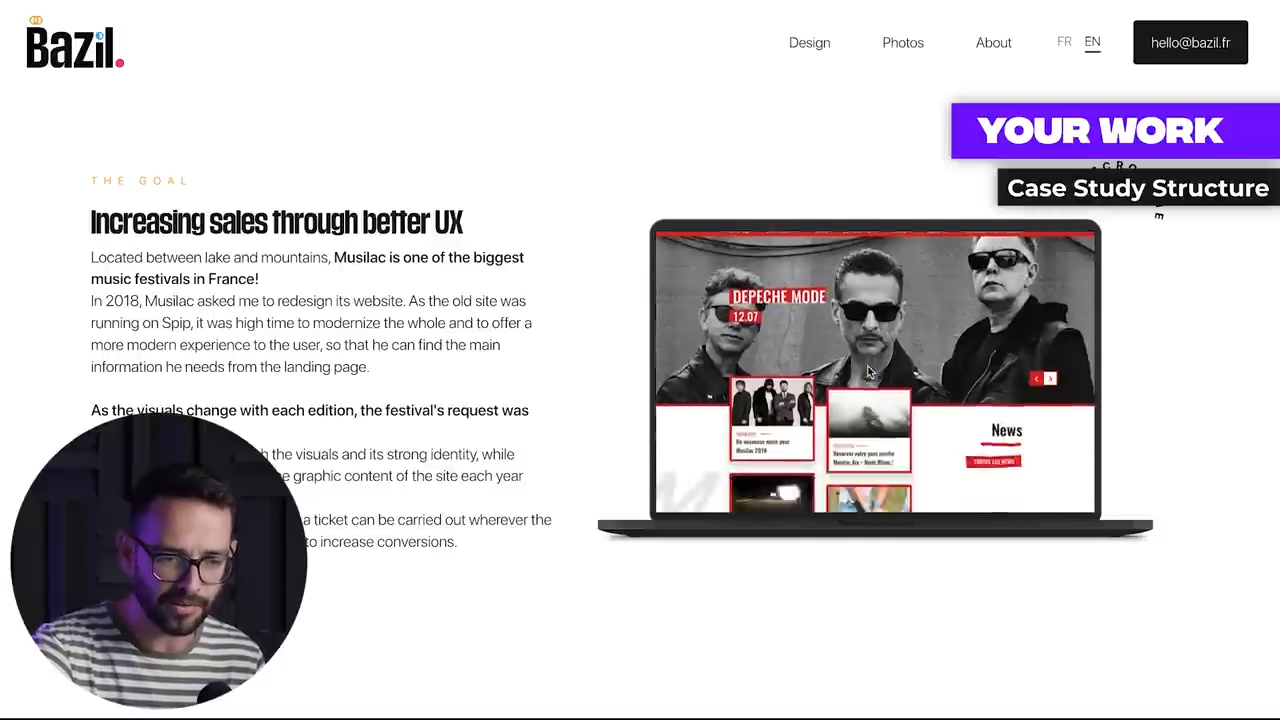 Bazil.
Design
Photos
About
FR
EN
hello@bazil.fr
YOUR WORK
Case Study Structure
THE GOAL
Increasing sales through better UX
Located between lake and mountains, Musilac is one of the biggest
music festivals in France!
In 2018, Musilac asked me to redesign its website. As the old site was
running on Spip, it was high time to modernize the whole and to offer a
more modern experience to the user, so that he can find the main
information he needs from the landing page.
As the visuals change with each edition, the festival's request was
the visuals and its strong identity, while
graphic content of the site each year
a ticket can be carried out wherever the
to increase conversions.
DEPECHE MODE
12.07
News